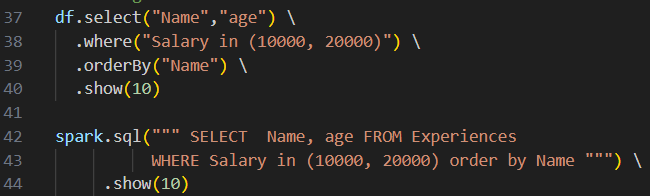 37 df.select("Name","age") \
38 .where("Salary in (10000, 20000)") \
39 .orderBy("Name") \
40 .show(10)
41
42 spark.sql(""" SELECT  Name, age FROM Experiences
43 WHERE Salary in (10000, 20000) order by Name """) \
44 .show(10)